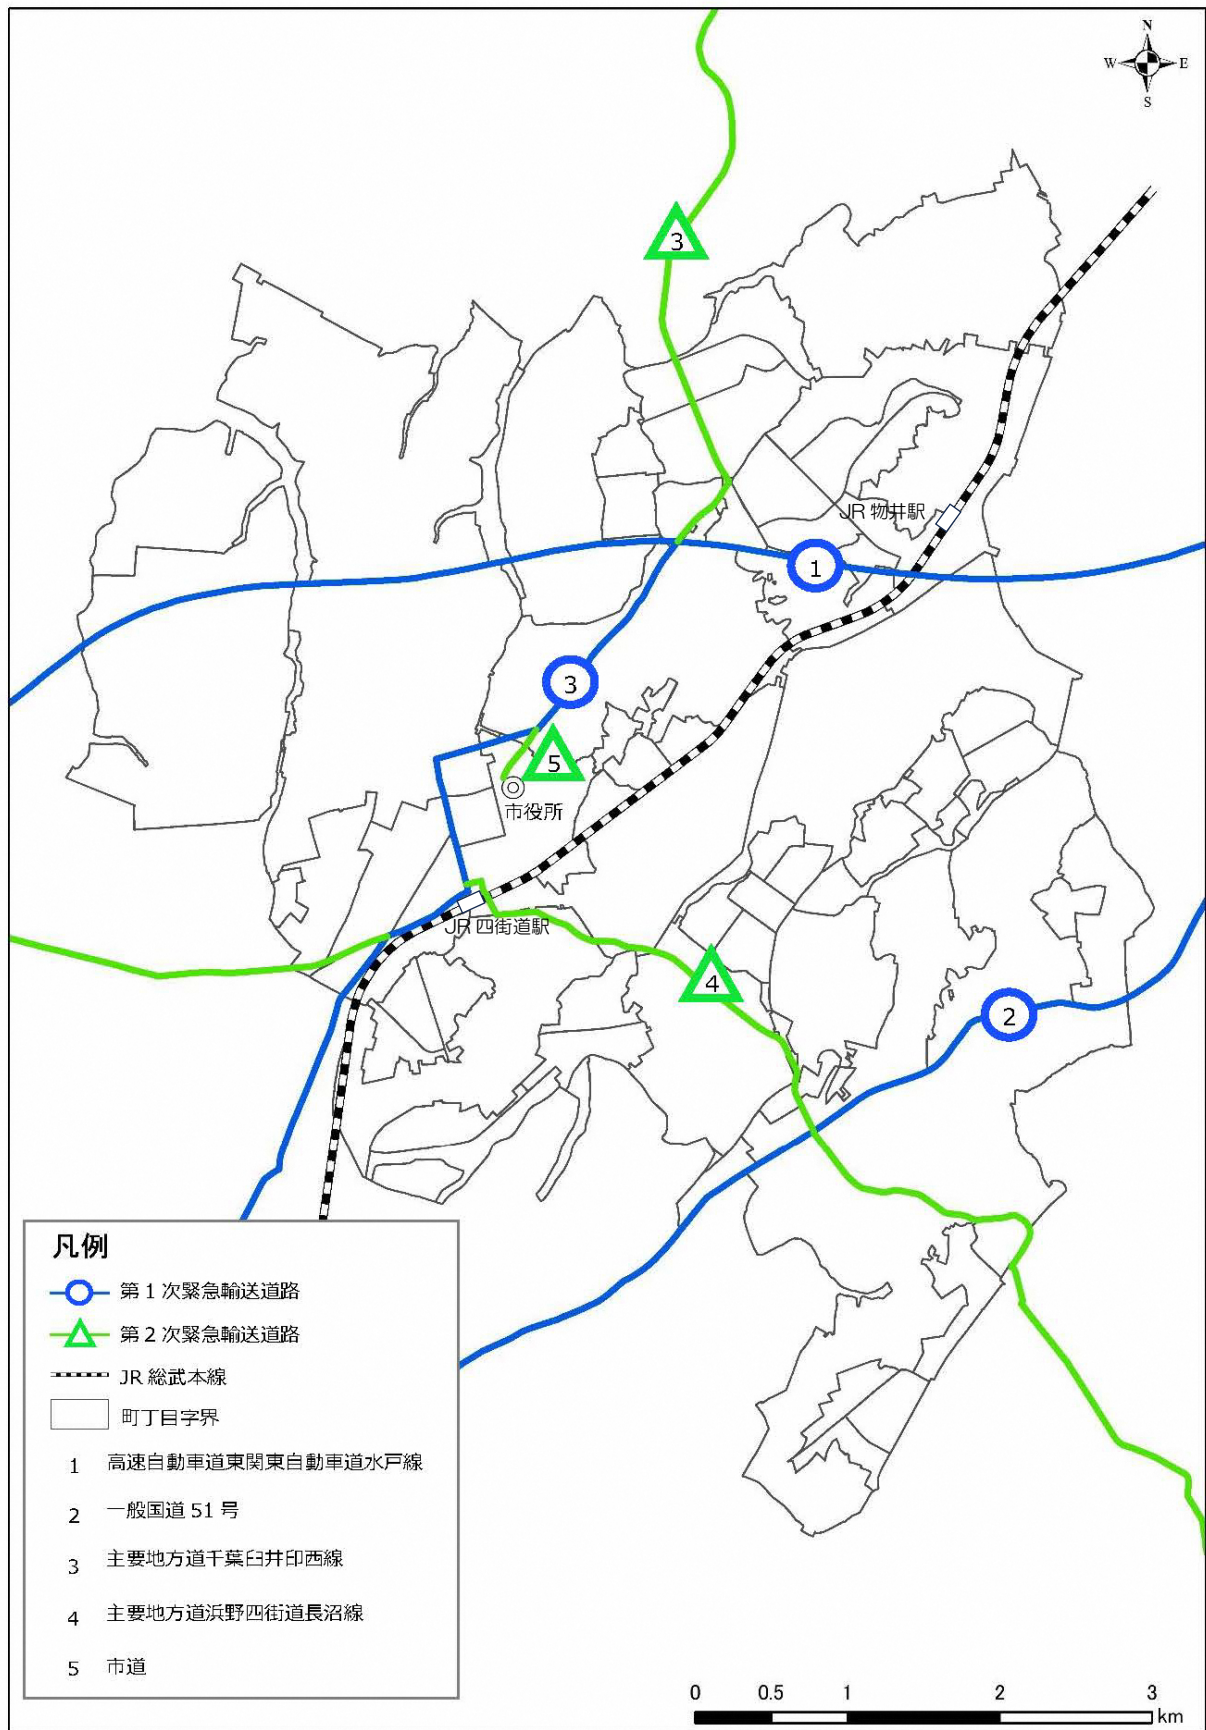 N
W E
S
3
JR 物井駅
1
3
5
市役所
JR 四街道駅
4
2
凡例
第1次緊急輸送道路
第2次緊急輸送道路
JR 総武本線
町丁目字界
1 高速自動車道東関東自動車道水戸線
2 一般国道 51 号
3 主要地方道千葉臼井印西線
4 主要地方道浜野四街道長沼線
5 市道
0 0.5 1 2 3
km